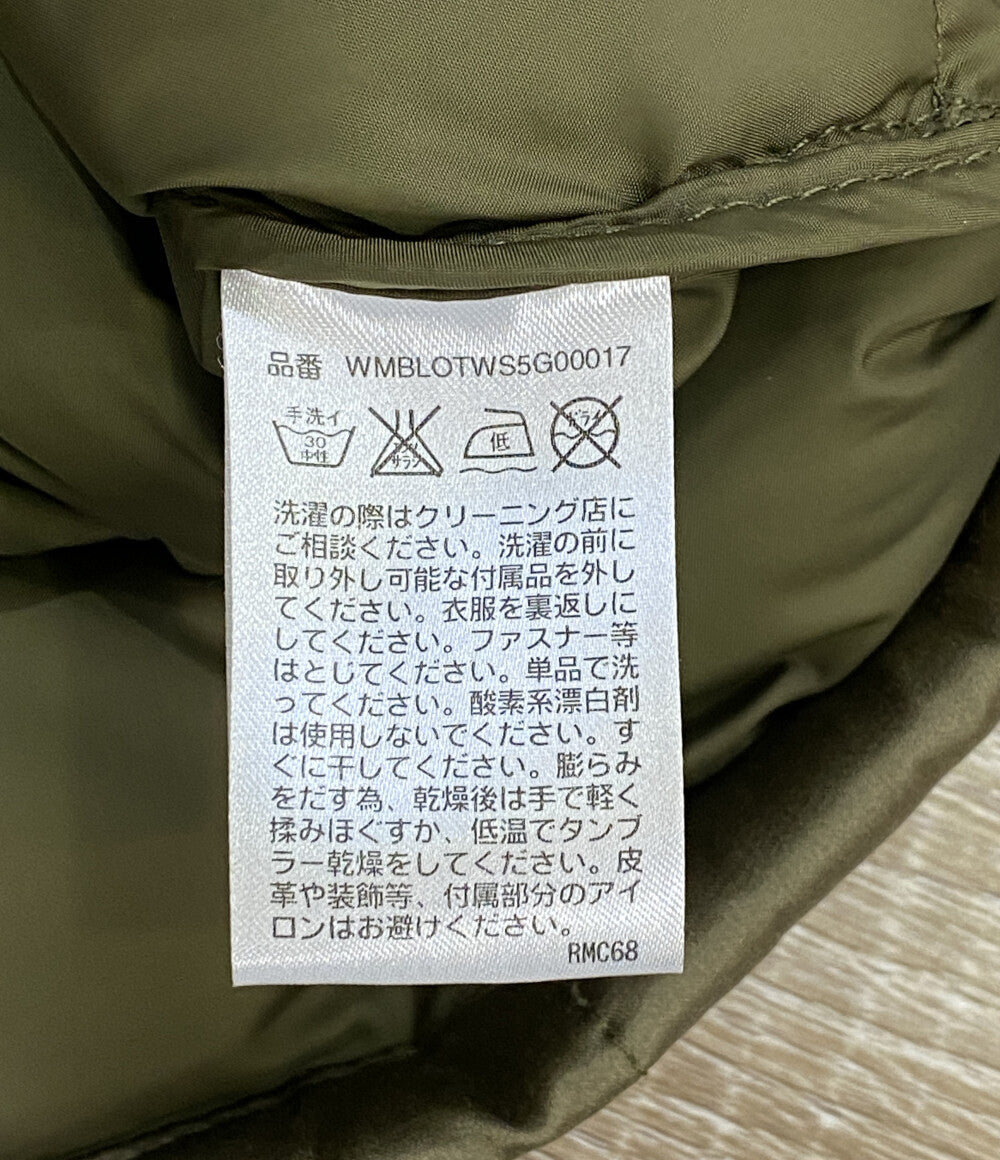 品番 WMBLOTWS5G00017
手洗イ
30
中性
エンソ
サラシ
低
ドライ
洗濯の際はクリーニング店に
ご相談ください。洗濯の前に
取り外し可能な付属品を外し
てください。衣服を裏返しに
してください。ファスナー等
はとじてください。単品で洗
ってください。酸素系漂白剤
は使用しないでください。す
ぐに干してください。膨らみ
をだす為、乾燥後は手で軽く
揉みほぐすか、低温でタンブ
ラー乾燥をしてください。皮
革や装飾等、付属部分のアイ
ロンはお避けください。
RMC68